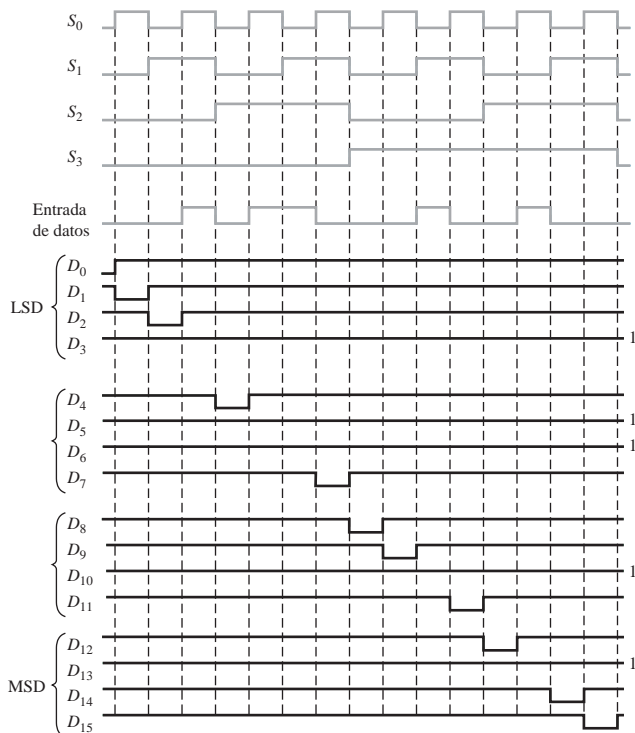 S0
S1
S2
S3
Entrada
de datos
LSD
D0
D1
D2
D3
1
D4
D5
1
D6
1
D7
D8
D9
D10
1
D11
MSD
D12
D13
1
D14
D15